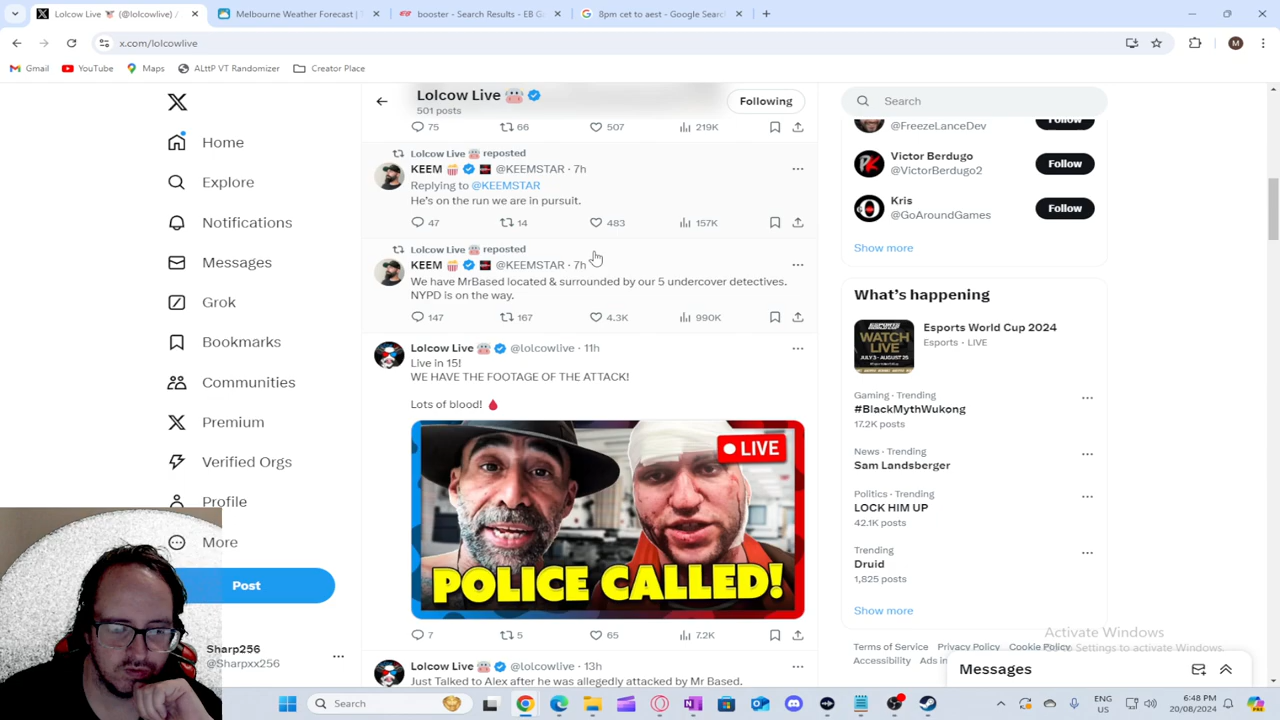 Lolcow Live (@lolcowlive) /
Melbourne Weather Forecast |
booster - Search Results - EB Ga
8pm cet to aest - Google Search
x.com/lolcowlive
Gmail
YouTube
Maps
ALttP VT Randomizer
Creator Place
M
Home
Explore
Notifications
Messages
Grok
Bookmarks
Communities
Premium
Verified Orgs
Profile
More
Post
Sharp256
@Sharpxx256
Lolcow Live
501 posts
Following
75 66 507 219K
Lolcow Live reposted
KEEM @KEEMSTAR · 7h
Replying to @KEEMSTAR
He's on the run we are in pursuit.
47 14 483 157K
Lolcow Live reposted
KEEM @KEEMSTAR · 7h
We have MrBased located & surrounded by our 5 undercover detectives.
NYPD is on the way.
147 167 4.3K 990K
Lolcow Live @lolcowlive · 11h
Live in 15!
WE HAVE THE FOOTAGE OF THE ATTACK!
Lots of blood!
LIVE
POLICE CALLED!
7 5 65 7.2K
Lolcow Live @lolcowlive · 13h
Just Talked to Alex after he was allegedly attacked by Mr Based.
Search
@FreezeLanceDev
Follow
Victor Berdugo
@VictorBerdugo2
Follow
Kris
@GoAroundGames
Follow
Show more
What's happening
ESPORTS
WORLD CUP
WATCH
LIVE
JULY 3 - AUGUST 25
Esports World Cup 2024
Esports · LIVE
Gaming · Trending
#BlackMythWukong
17.2K posts
News · Trending
Sam Landsberger
Politics · Trending
LOCK HIM UP
42.1K posts
Trending
Druid
1,825 posts
Show more
Activate Windows
Go to Settings to activate Windows.
Terms of Service Privacy Policy Cookie Policy
Accessibility Ads in
Messages
Search
ENG
US
6:48 PM
20/08/2024